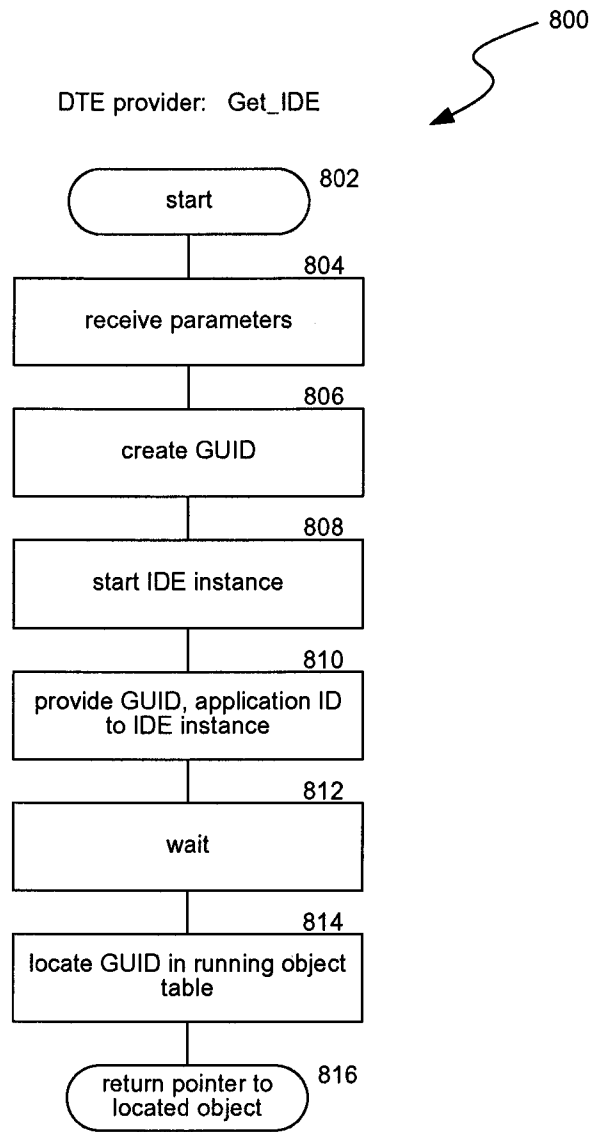 800
DTE provider: Get_IDE
802
start
804
receive parameters
806
create GUID
808
start IDE instance
810
provide GUID, application ID
to IDE instance
812
wait
814
locate GUID in running object
table
816
return pointer to
located object